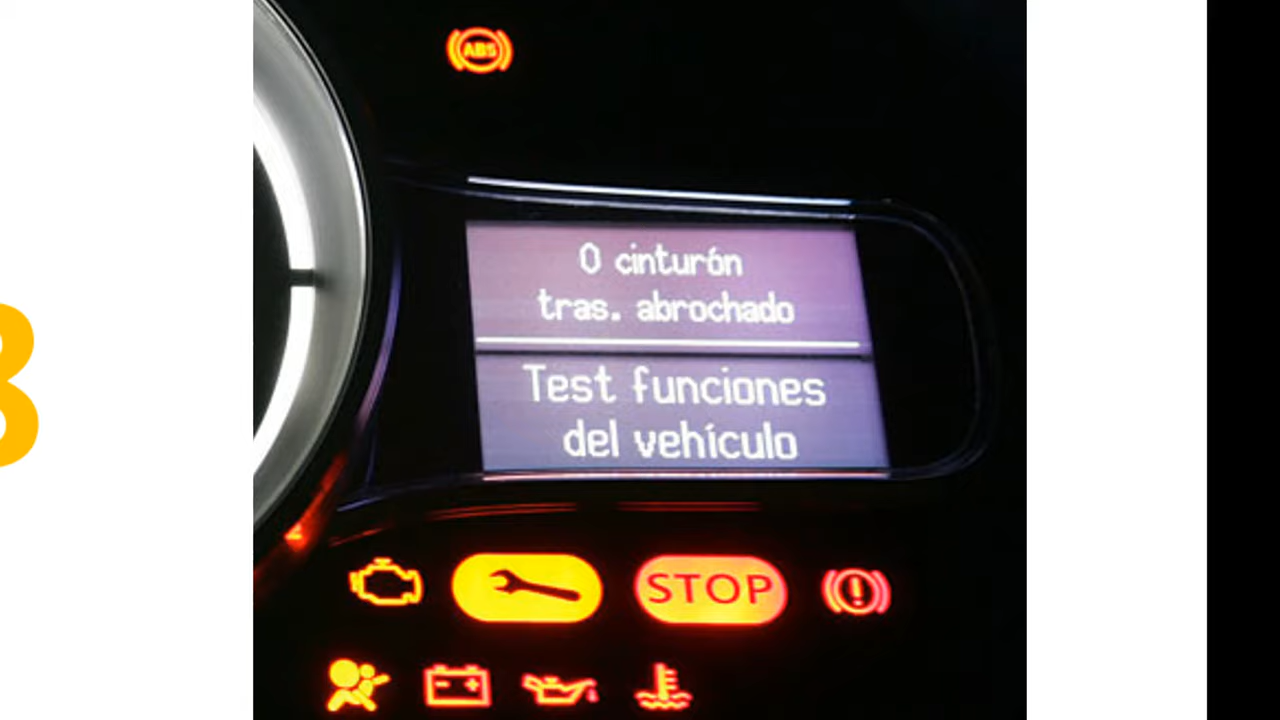 ABS
0 cinturón
tras. abrochado
Test funciones
del vehículo
STOP